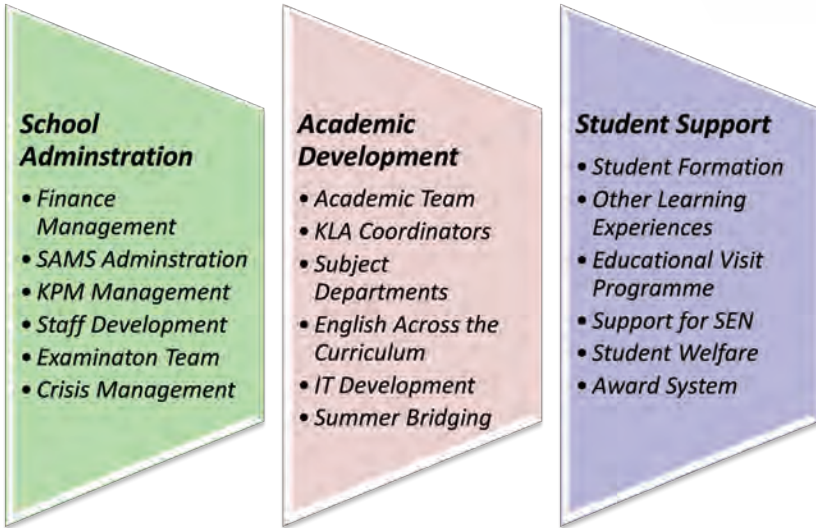 School
Adminstration
• Finance
Management
• SAMS Adminstration
• KPM Management
• Staff Development
• Examinaton Team
• Crisis Management
Academic
Development
• Academic Team
• KLA Coordinators
• Subject
Departments
• English Across the
Curriculum
• IT Development
• Summer Bridging
Student Support
• Student Formation
• Other Learning
Experiences
• Educational Visit
Programme
• Support for SEN
• Student Welfare
• Award System